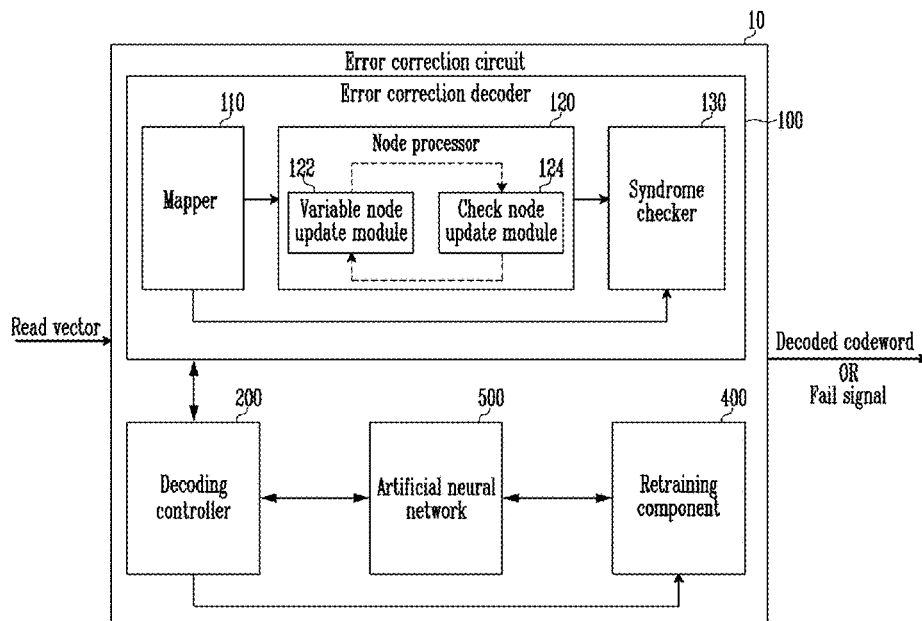 10
Error correction circuit
Error correction decoder
100
110
120
130
Mapper
Node processor
122
124
Variable node
update module
Check node
update module
Syndrome
checker
Read vector
Decoded codeword
OR
Fail signal
200
500
400
Decoding
controller
Artificial neural
network
Retraining
component